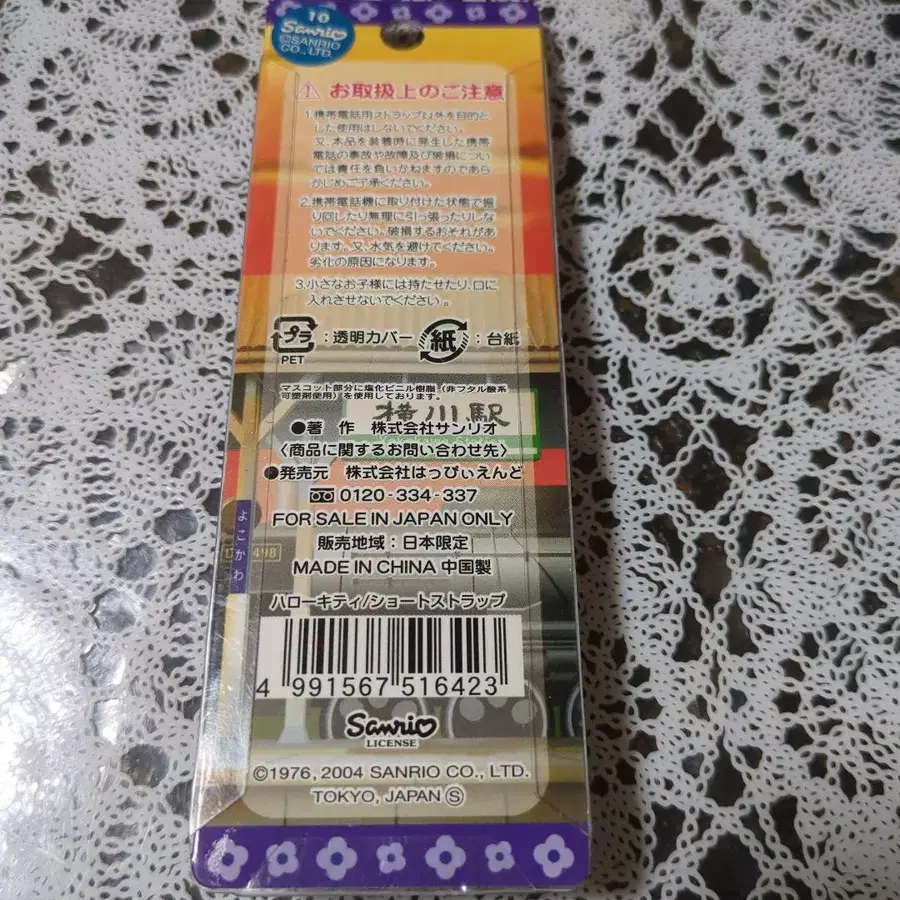 10
Sanrio
©SANRIO
CO., LTD.
お取扱上のご注意
1.携帯電話用ストラップ以外を目的と
した使用はしないでください。
又、本品を装着時に発生した携帯
電話の事故や故障及び破損につい
ては責任を負いかねますのであら
かじめご了承ください。
2.携帯電話機に取り付けた状態で振
り回したり無理に引っ張ったりしな
いでください。破損するおそれがあ
ります。又、水気を避けてください。
劣化の原因になります。
3.小さなお子様には持たせたり、口に
入れさせないでください。
プラ :透明カバー 紙 :台紙
PET
マスコット部分に塩化ビニル樹脂（非フタル酸系
可塑剤使用）を使用しております。
横川駅
●著 作 株式会社サンリオ
〈商品に関するお問い合わせ先〉
●発売元 株式会社はっぴぃえんど
0120-334-337
FOR SALE IN JAPAN ONLY
販売地域：日本限定
よこかわ
498
MADE IN CHINA 中国製
ハローキティ/ショートストラップ
4 991567 516423
Sanrio
LICENSE
©1976, 2004 SANRIO CO., LTD.
TOKYO, JAPAN Ⓢ